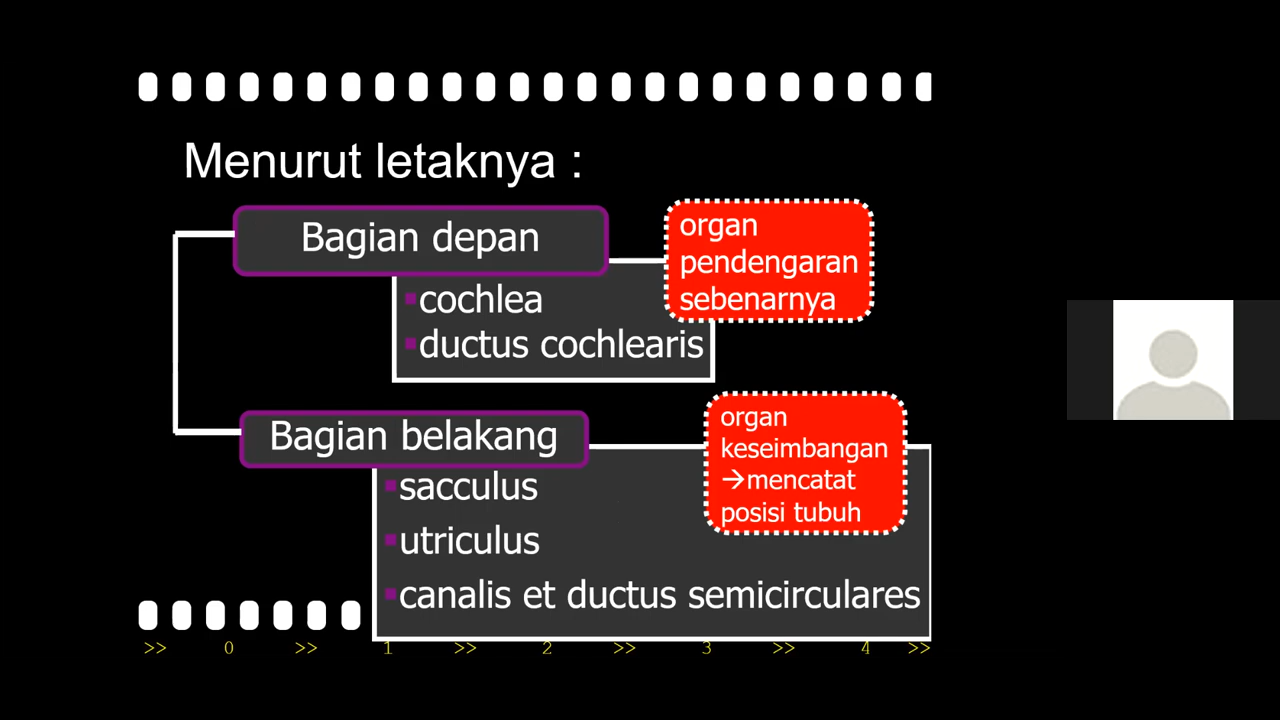 Menurut letaknya :
Bagian depan
organ
pendengaran
sebenarnya
▪cochlea
▪ductus cochlearis
Bagian belakang
organ
keseimbangan
→mencatat
posisi tubuh
▪sacculus
▪utriculus
▪canalis et ductus semicirculares
>> 0 >> 1 >> 2 >> 3 >> 4 >>